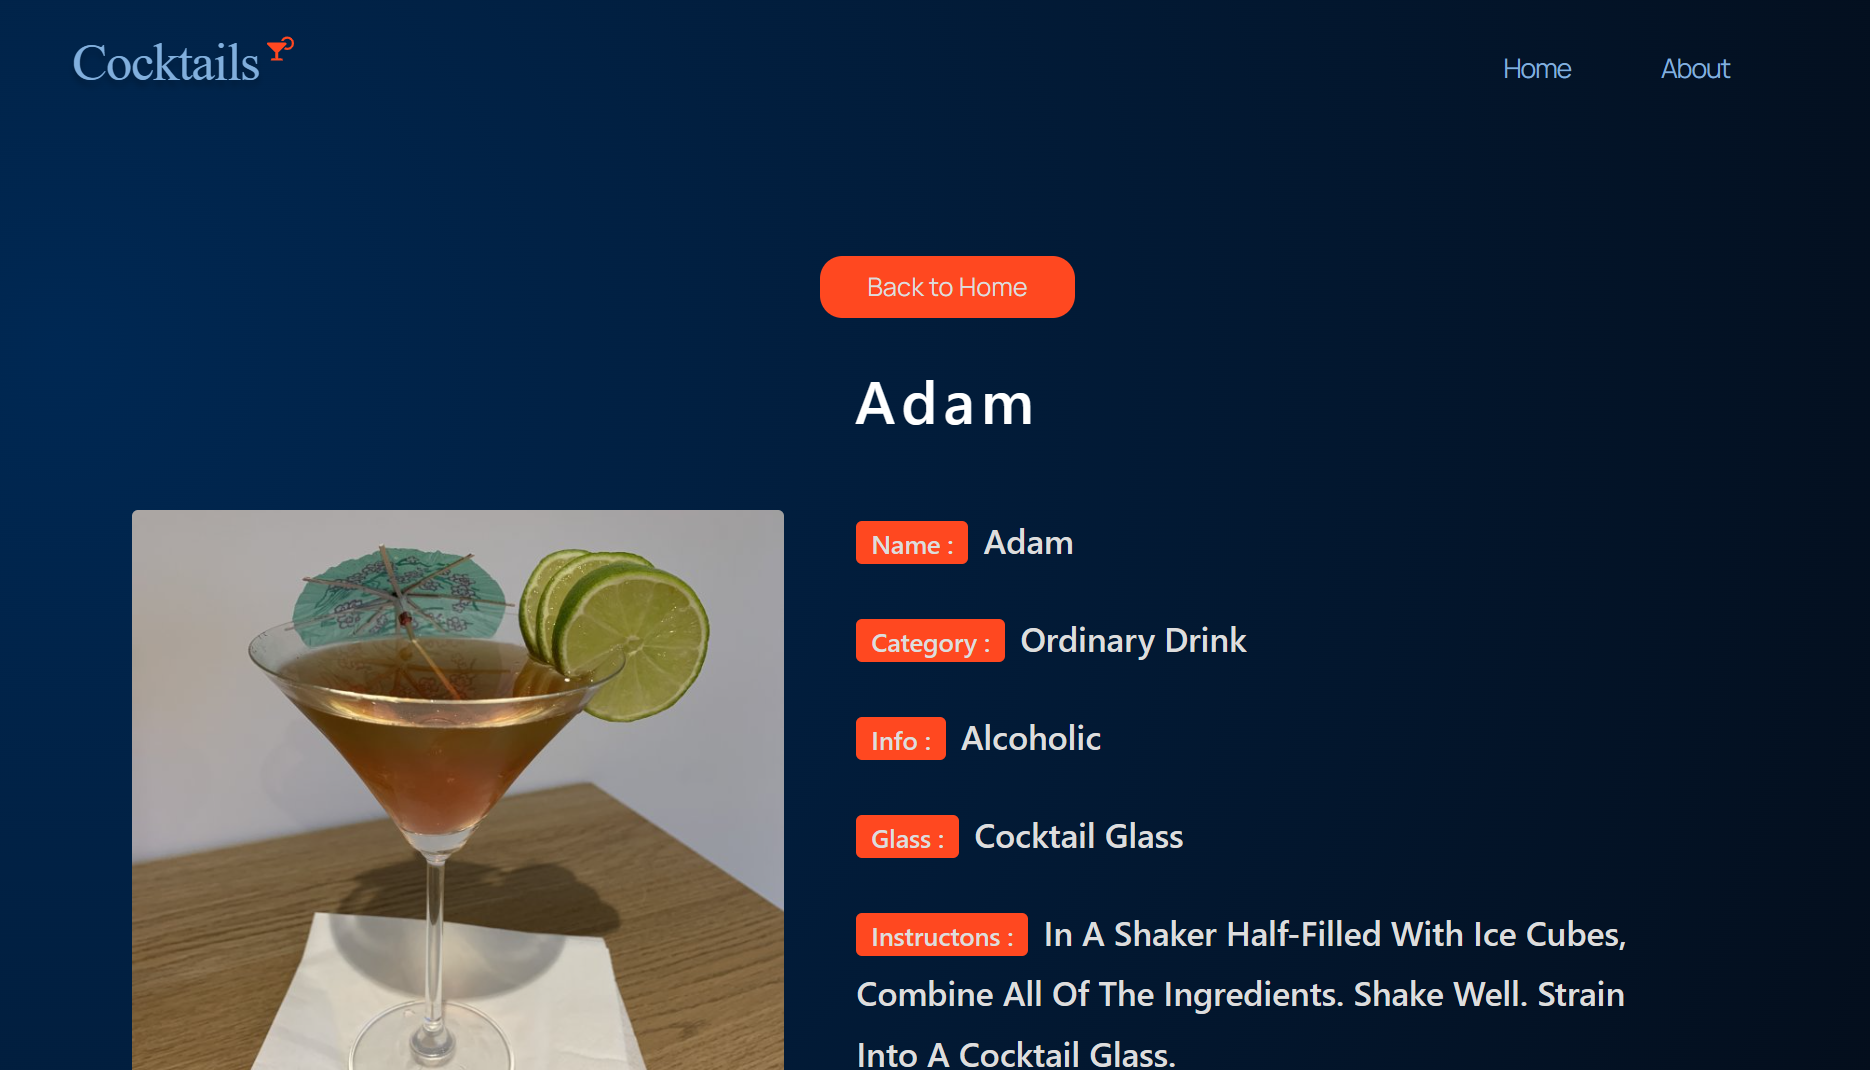 Cocktails
Home
About
Back to Home
Adam
Name : Adam
Category : Ordinary Drink
Info : Alcoholic
Glass : Cocktail Glass
Instructons : In A Shaker Half-Filled With Ice Cubes,
Combine All Of The Ingredients. Shake Well. Strain
Into A Cocktail Glass.